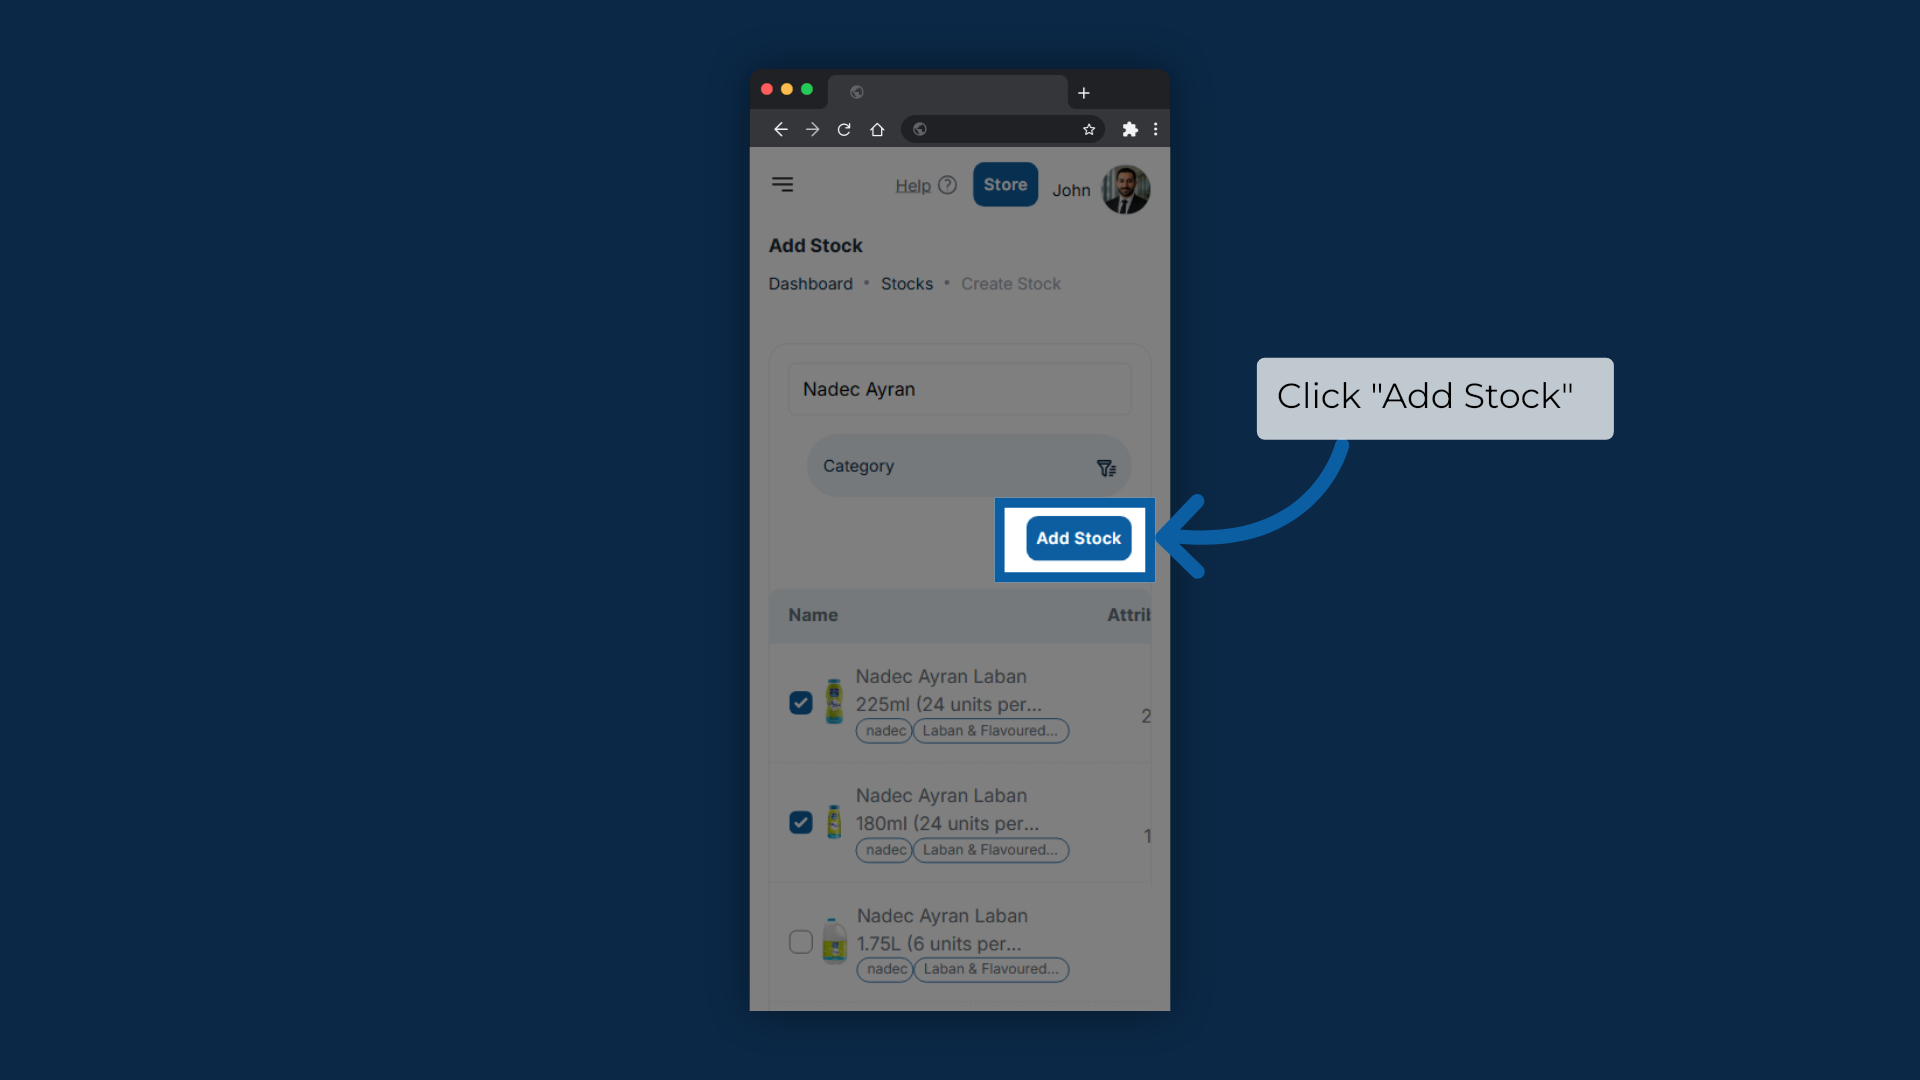 Help
Store
John
Add Stock
Dashboard • Stocks • Create Stock
Nadec Ayran
Category
Click "Add Stock"
Add Stock
Name
Attrib
Nadec Ayran Laban
225ml (24 units per...
nadec
Laban & Flavoured...
2
Nadec Ayran Laban
180ml (24 units per...
nadec
Laban & Flavoured...
1
Nadec Ayran Laban
1.75L (6 units per...
nadec
Laban & Flavoured...